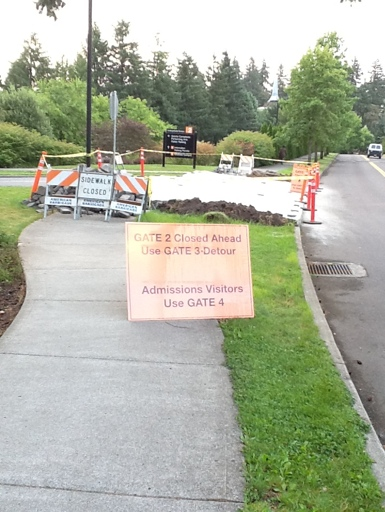 GATE 2 Closed Ahead
Use GATE 3-Detour
Admissions Visitors
Use GATE 4
SIDEWALK
CLOSED